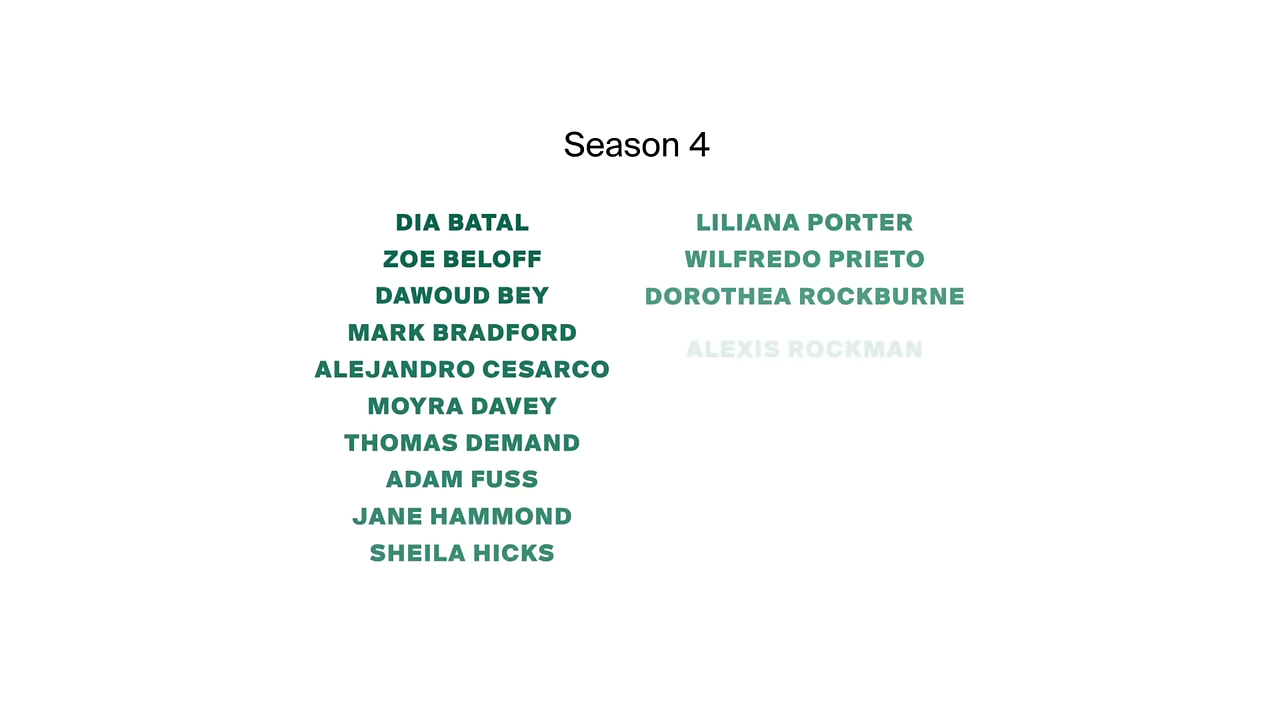 Season 4
DIA BATAL
ZOE BELOFF
DAWOUD BEY
MARK BRADFORD
ALEJANDRO CESARCO
MOYRA DAVEY
THOMAS DEMAND
ADAM FUSS
JANE HAMMOND
SHEILA HICKS
LILIANA PORTER
WILFREDO PRIETO
DOROTHEA ROCKBURNE
ALEXIS ROCKMAN